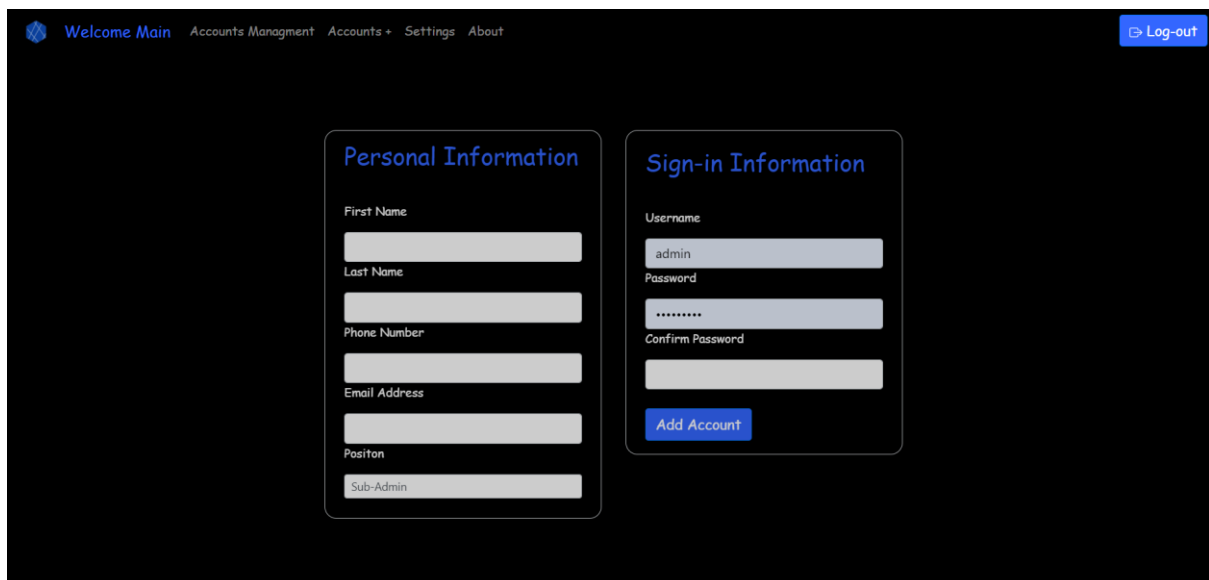 Welcome Main Accounts Managment Accounts + Settings About Log-out
Personal Information
First Name
Last Name
Phone Number
Email Address
Positon
Sub-Admin
Sign-in Information
Username
admin
Password
•••••••••
Confirm Password
Add Account